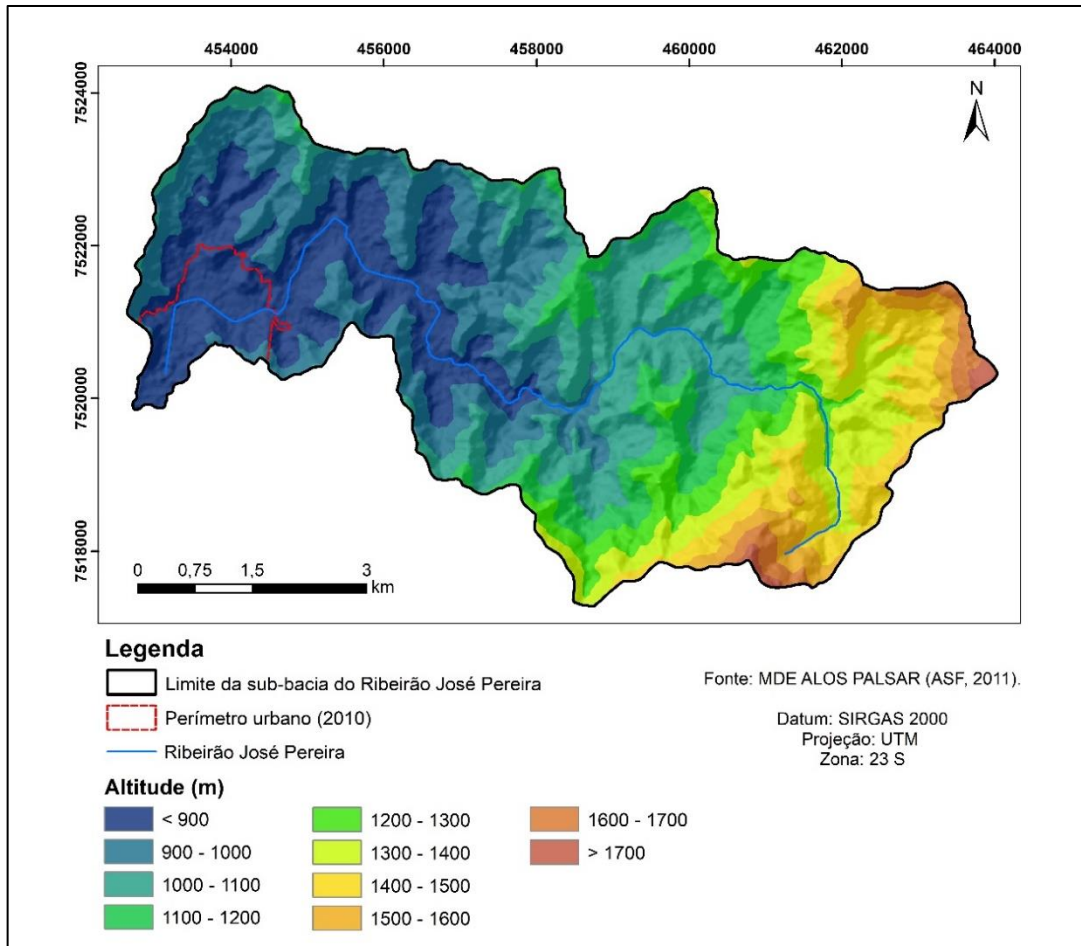 454000 456000 458000 460000 462000 464000
7524000
7522000
7520000
7518000
N
0 0,75 1,5 3
km
Legenda
Limite da sub-bacia do Ribeirão José Pereira
Perímetro urbano (2010)
Ribeirão José Pereira
Fonte: MDE ALOS PALSAR (ASF, 2011).
Datum: SIRGAS 2000
Projeção: UTM
Zona: 23 S
Altitude (m)
< 900
900 - 1000
1000 - 1100
1100 - 1200
1200 - 1300
1300 - 1400
1400 - 1500
1500 - 1600
1600 - 1700
> 1700